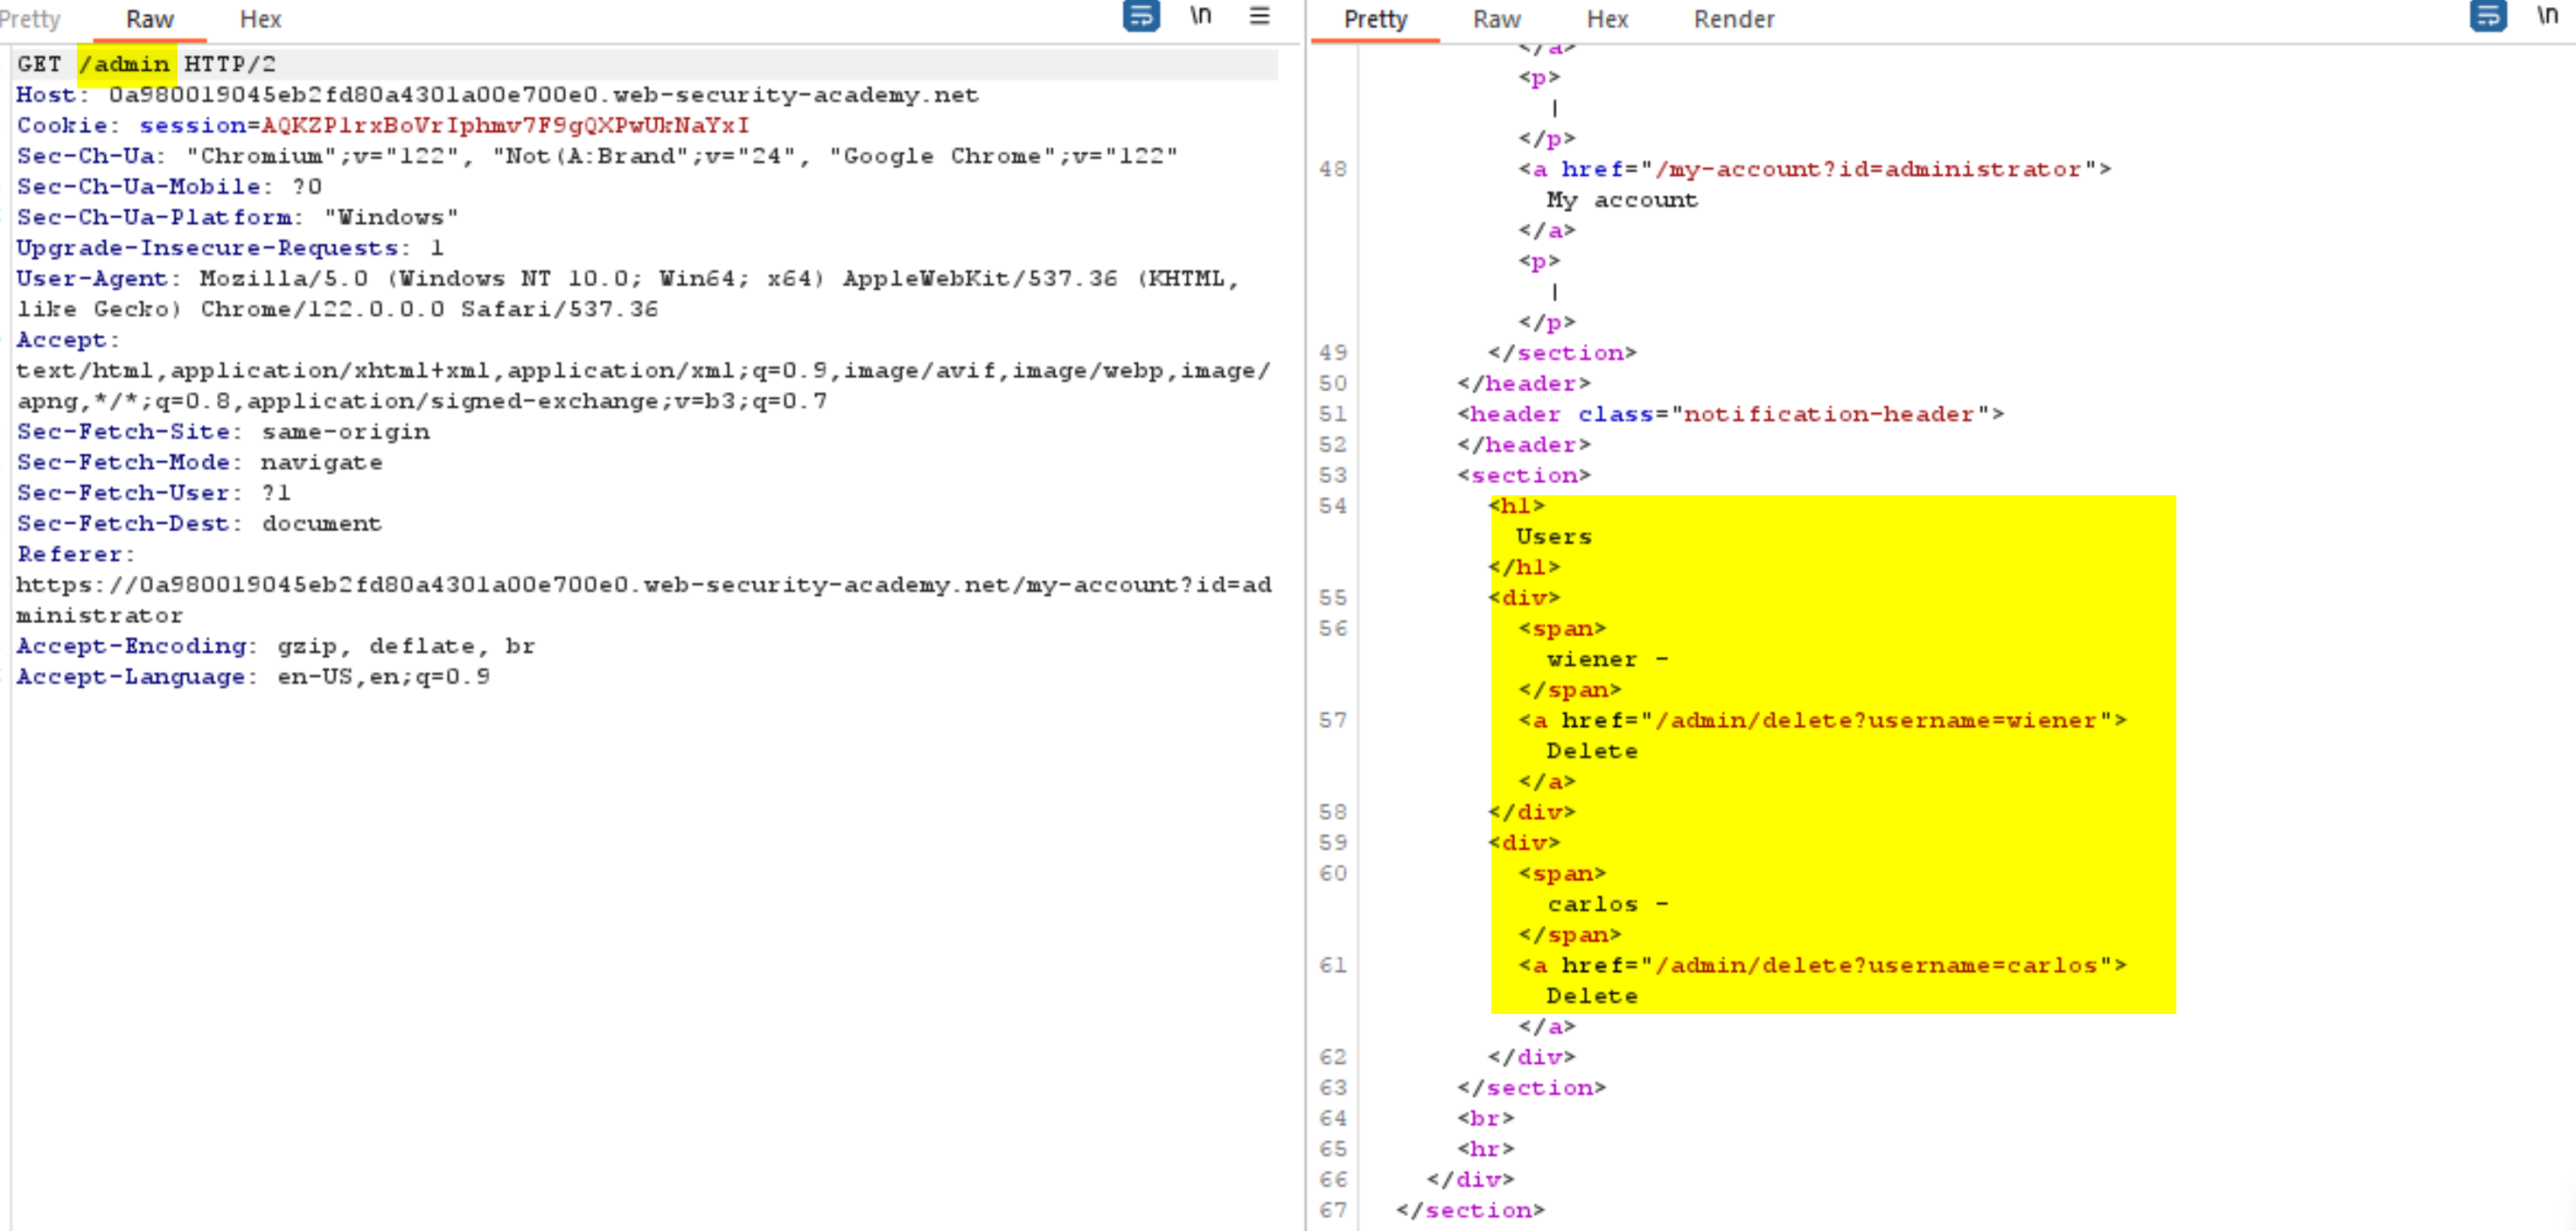 Pretty Raw Hex \n
GET /admin HTTP/2
Host: 0a980019045eb2fd80a4301a00e700e0.web-security-academy.net
Cookie: session=AQKZPlrxBoVrIphmv7F9gQXPwUkNaYxI
Sec-Ch-Ua: "Chromium";v="122", "Not(A:Brand";v="24", "Google Chrome";v="122"
Sec-Ch-Ua-Mobile: ?0
Sec-Ch-Ua-Platform: "Windows"
Upgrade-Insecure-Requests: 1
User-Agent: Mozilla/5.0 (Windows NT 10.0; Win64; x64) AppleWebKit/537.36 (KHTML,
like Gecko) Chrome/122.0.0.0 Safari/537.36
Accept:
text/html,application/xhtml+xml,application/xml;q=0.9,image/avif,image/webp,image/
apng,*/*;q=0.8,application/signed-exchange;v=b3;q=0.7
Sec-Fetch-Site: same-origin
Sec-Fetch-Mode: navigate
Sec-Fetch-User: ?1
Sec-Fetch-Dest: document
Referer:
https://0a980019045eb2fd80a4301a00e700e0.web-security-academy.net/my-account?id=ad
ministrator
Accept-Encoding: gzip, deflate, br
Accept-Language: en-US,en;q=0.9
Pretty Raw Hex Render \n
</a>
<p>
|
</p>
48 <a href="/my-account?id=administrator">
My account
</a>
<p>
|
</p>
49 </section>
50 </header>
51 <header class="notification-header">
52 </header>
53 <section>
54 <h1>
Users
</h1>
55 <div>
56 <span>
wiener -
</span>
57 <a href="/admin/delete?username=wiener">
Delete
</a>
58 </div>
59 <div>
60 <span>
carlos -
</span>
61 <a href="/admin/delete?username=carlos">
Delete
</a>
62 </div>
63 </section>
64 <br>
65 <hr>
66 </div>
67 </section>